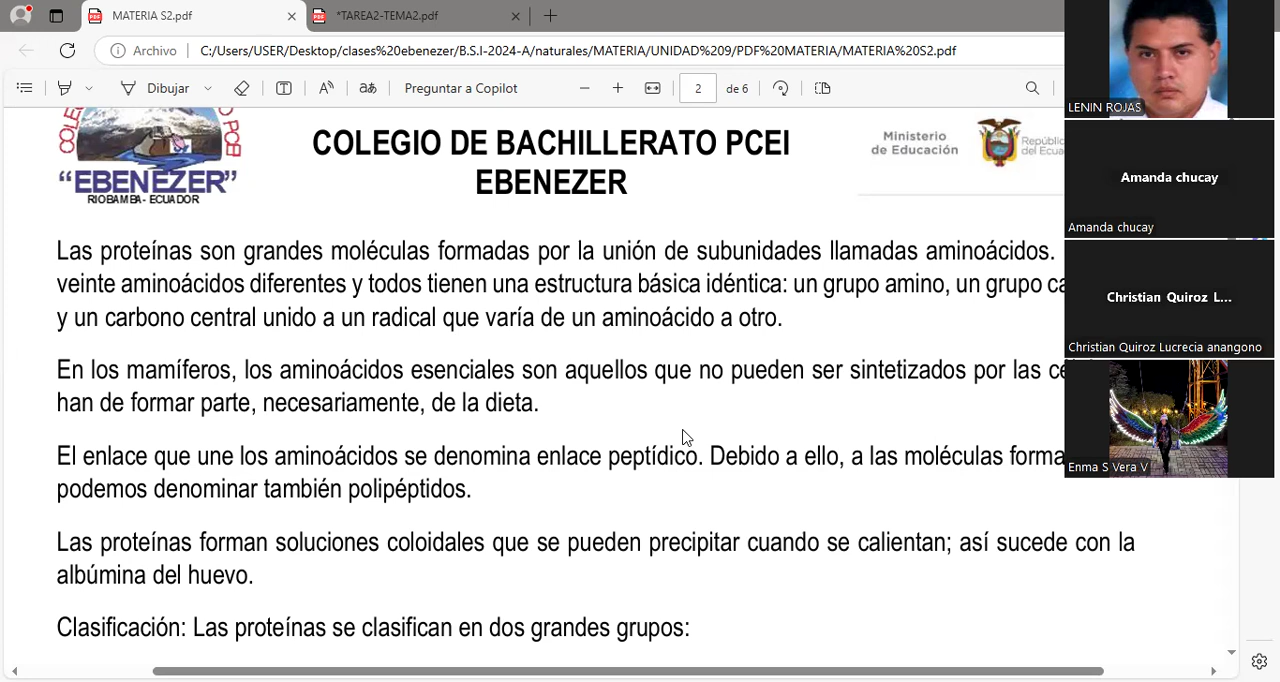 MATERIA S2.pdf
*TAREA2-TEMA2.pdf
Archivo
C:/Users/USER/Desktop/clases%20ebenezer/B.S.I-2024-A/naturales/MATERIA/UNIDAD%209/PDF%20MATERIA/MATERIA%20S2.pdf
Dibujar
Preguntar a Copilot
2 de 6
COLEGIO DE BACHILLERATO PCEI
EBENEZER
PCEI
"EBENEZER"
RIOBAMBA - ECUADOR
Ministerio
de Educación
República
del Ecua
Las proteínas son grandes moléculas formadas por la unión de subunidades llamadas aminoácidos.
veinte aminoácidos diferentes y todos tienen una estructura básica idéntica: un grupo amino, un grupo ca
y un carbono central unido a un radical que varía de un aminoácido a otro.
En los mamíferos, los aminoácidos esenciales son aquellos que no pueden ser sintetizados por las cé
han de formar parte, necesariamente, de la dieta.
El enlace que une los aminoácidos se denomina enlace peptídico. Debido a ello, a las moléculas forma
podemos denominar también polipéptidos.
Las proteínas forman soluciones coloidales que se pueden precipitar cuando se calientan; así sucede con la
albúmina del huevo.
Clasificación: Las proteínas se clasifican en dos grandes grupos:
LENIN ROJAS
Amanda chucay
Amanda chucay
Christian Quiroz L...
Christian Quiroz Lucrecia anangono
Enma S Vera V